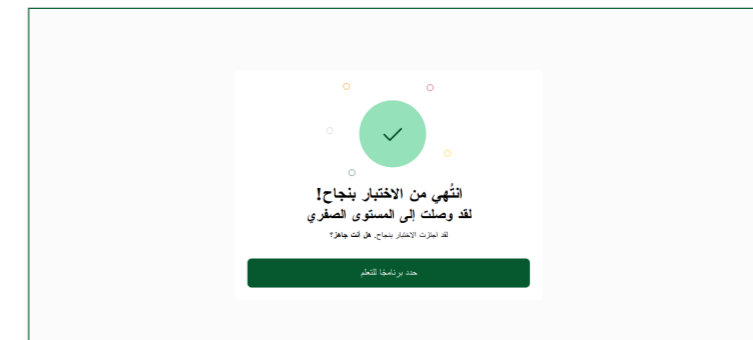 انتُهي من الاختبار بنجاح!
لقد وصلت إلى المستوى الصفري
لقد اجتزت الاختبار بنجاح. هل أنت جاهز؟
حدد برنامجًا للتعلم